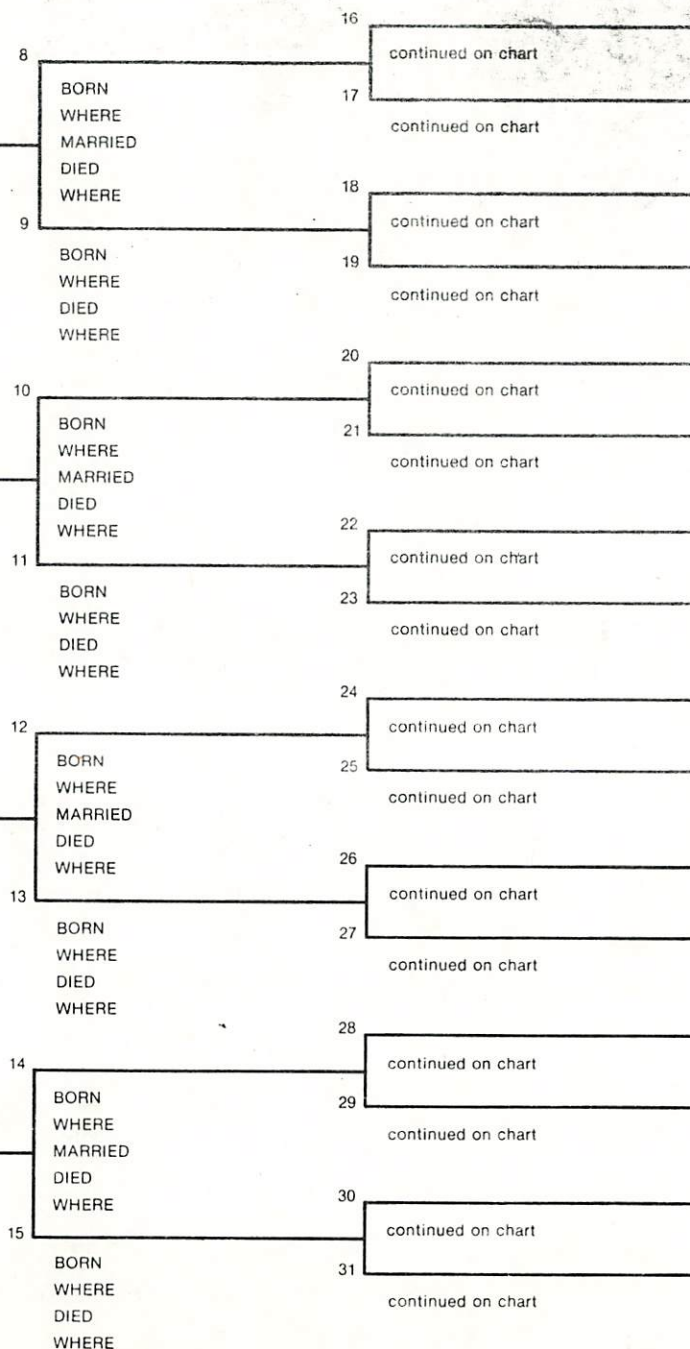 16
continued on chart
8
BORN
17
WHERE
continued on chart
MARRIED
DIED
18
WHERE
9
continued on chart
BORN
19
WHERE
continued on chart
DIED
WHERE
20
10
continued on chart
BORN
21
WHERE
continued on chart
MARRIED
DIED
22
WHERE
11
continued on chart
BORN
23
WHERE
continued on chart
DIED
WHERE
24
12
continued on chart
BORN
25
WHERE
continued on chart
MARRIED
DIED
26
WHERE
13
continued on chart
BORN
27
WHERE
continued on chart
DIED
WHERE
28
14
continued on chart
BORN
29
WHERE
continued on chart
MARRIED
DIED
30
WHERE
15
continued on chart
BORN
31
WHERE
continued on chart
DIED
WHERE